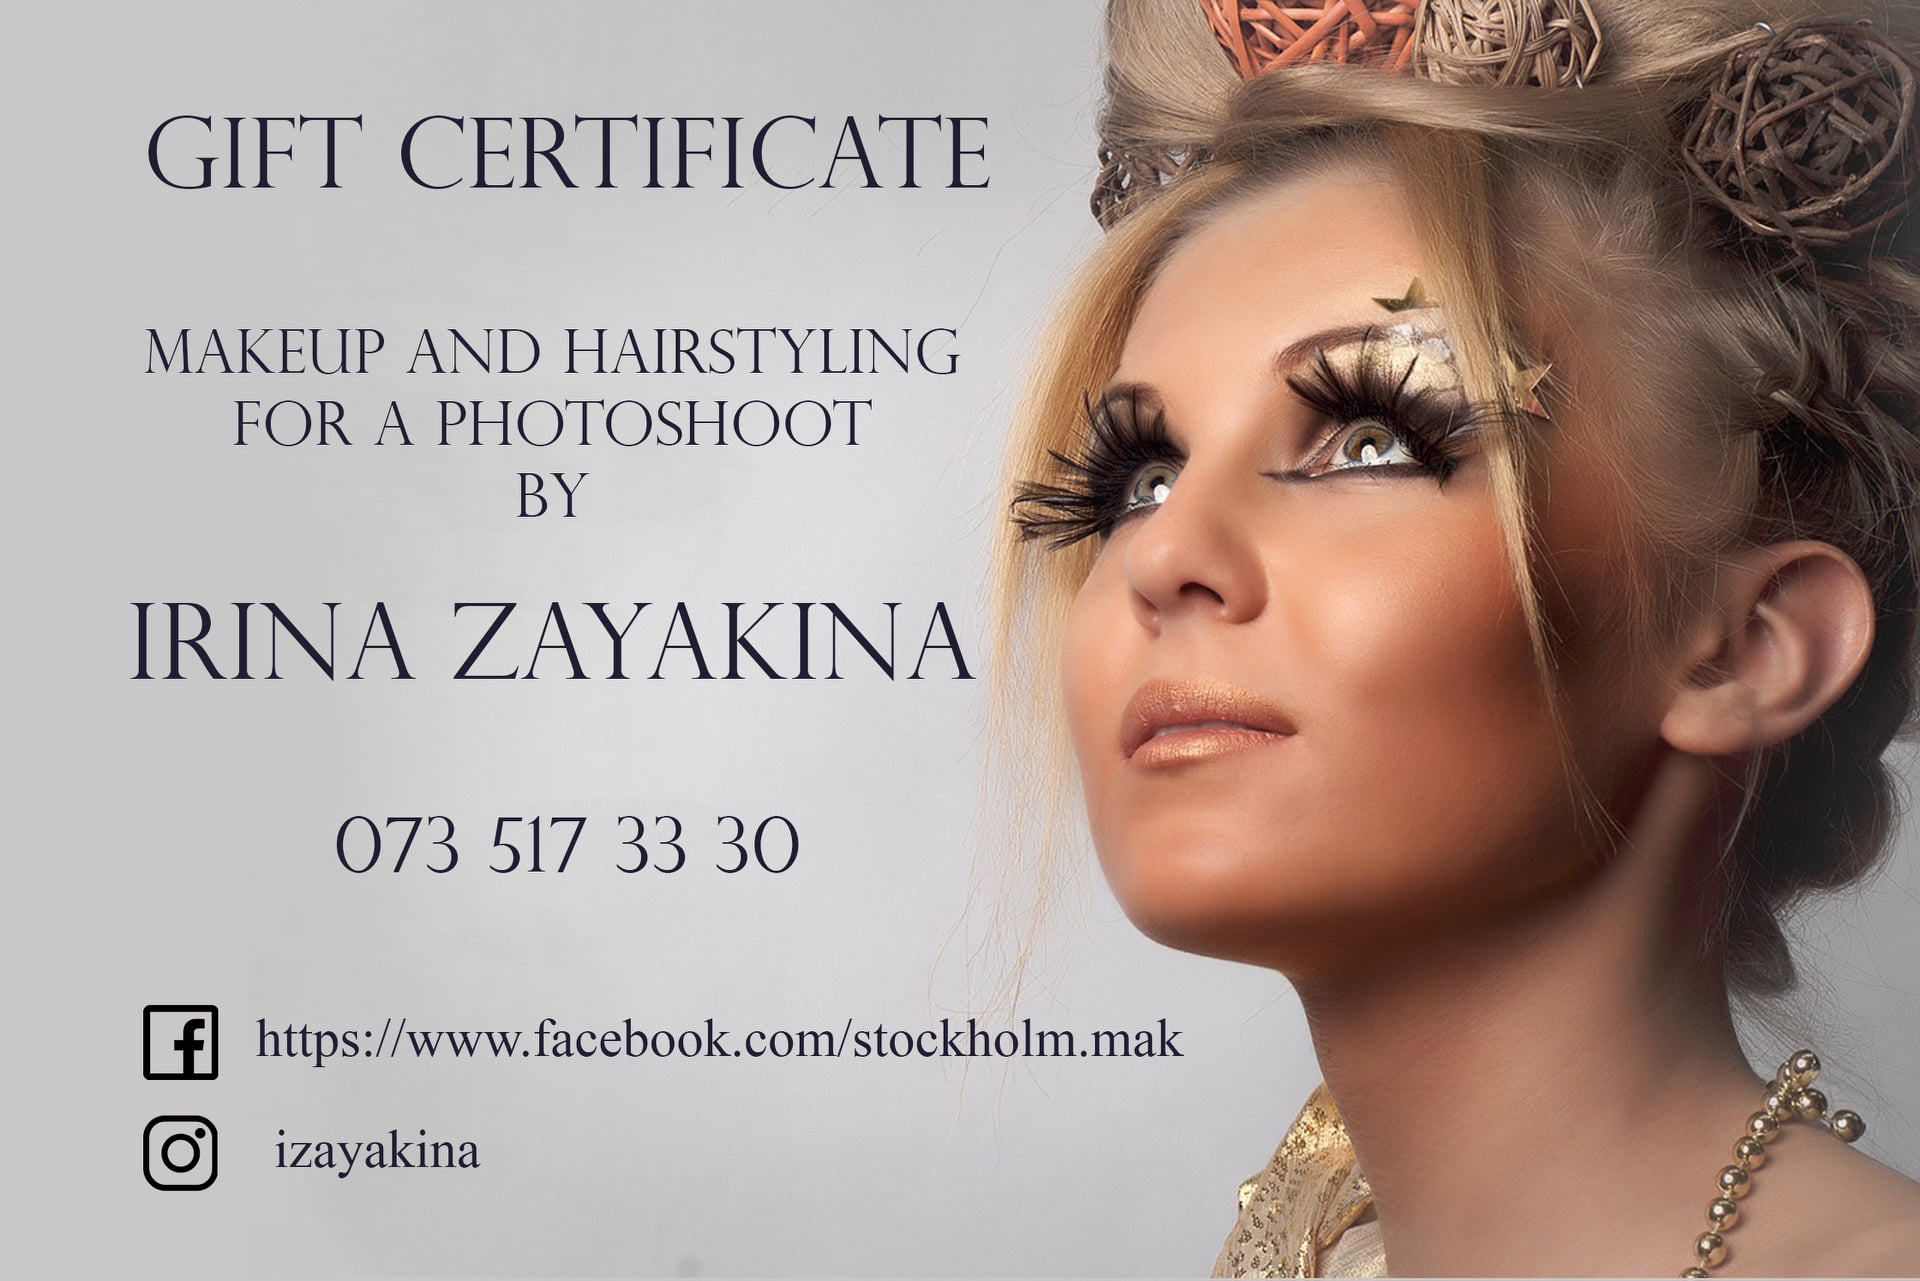 GIFT CERTIFICATE
MAKEUP AND HAIRSTYLING
FOR A PHOTOSHOOT
BY
IRINA ZAYAKINA
073 517 33 30
https://www.facebook.com/stockholm.mak
izayakina